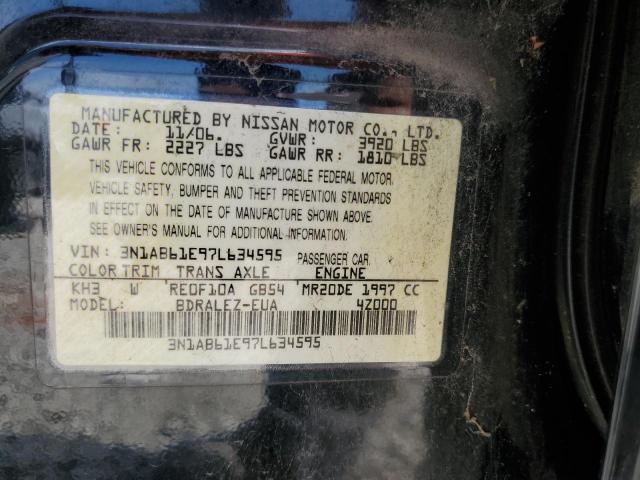 MANUFACTURED BY NISSAN MOTOR CO., LTD.
DATE: 11/06. GVWR: 3920 LBS
GAWR FR: 2227 LBS GAWR RR: 1810 LBS
THIS VEHICLE CONFORMS TO ALL APPLICABLE FEDERAL MOTOR
VEHICLE SAFETY, BUMPER AND THEFT PREVENTION STANDARDS
IN EFFECT ON THE DATE OF MANUFACTURE SHOWN ABOVE.
SEE OWNER'S MANUAL FOR ADDITIONAL INFORMATION.
VIN: 3N1AB61E97L634595 PASSENGER CAR.
COLOR TRIM TRANS AXLE ENGINE
KH3 W RE0F10A GB54 MR20DE 1997 CC
MODEL: BDRALEZ-EUA 4Z000
3N1AB61E97L634595